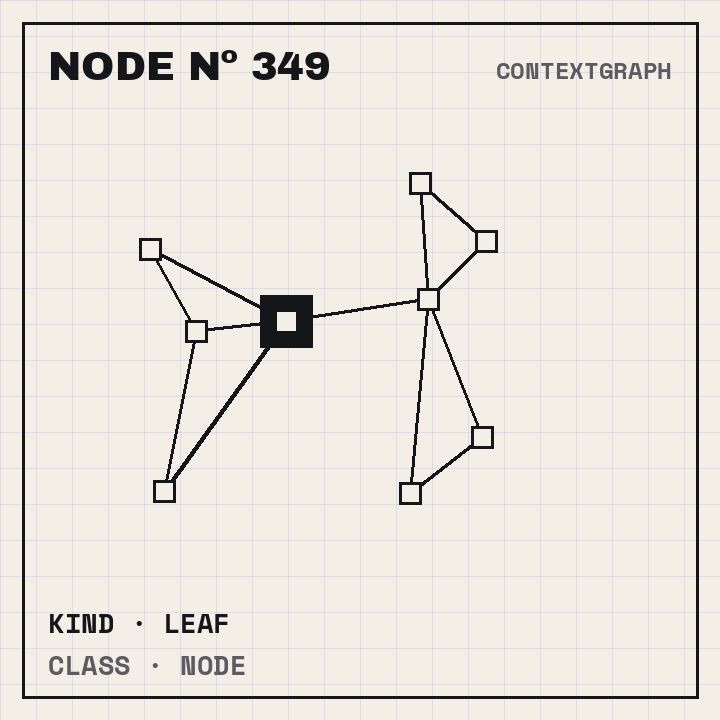 NODE Nº 349
CONTEXTGRAPH
KIND · LEAF
CLASS · NODE